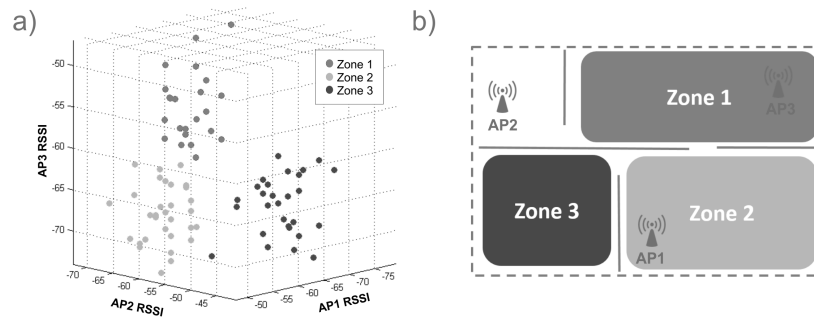 a)
b)
Zone 1
Zone 2
Zone 3
AP3 RSSI
-50
-55
-60
-65
-70
-70
-65
-60
-55
-50
-45
AP2 RSSI
-50
-55
-60
-65
-70
-75
AP1 RSSI
AP2
Zone 1
AP3
Zone 3
Zone 2
AP1